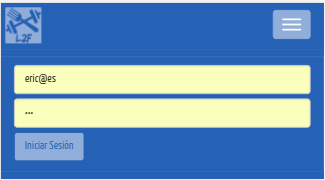 L2F
eric@es
•••
Iniciar Sesión